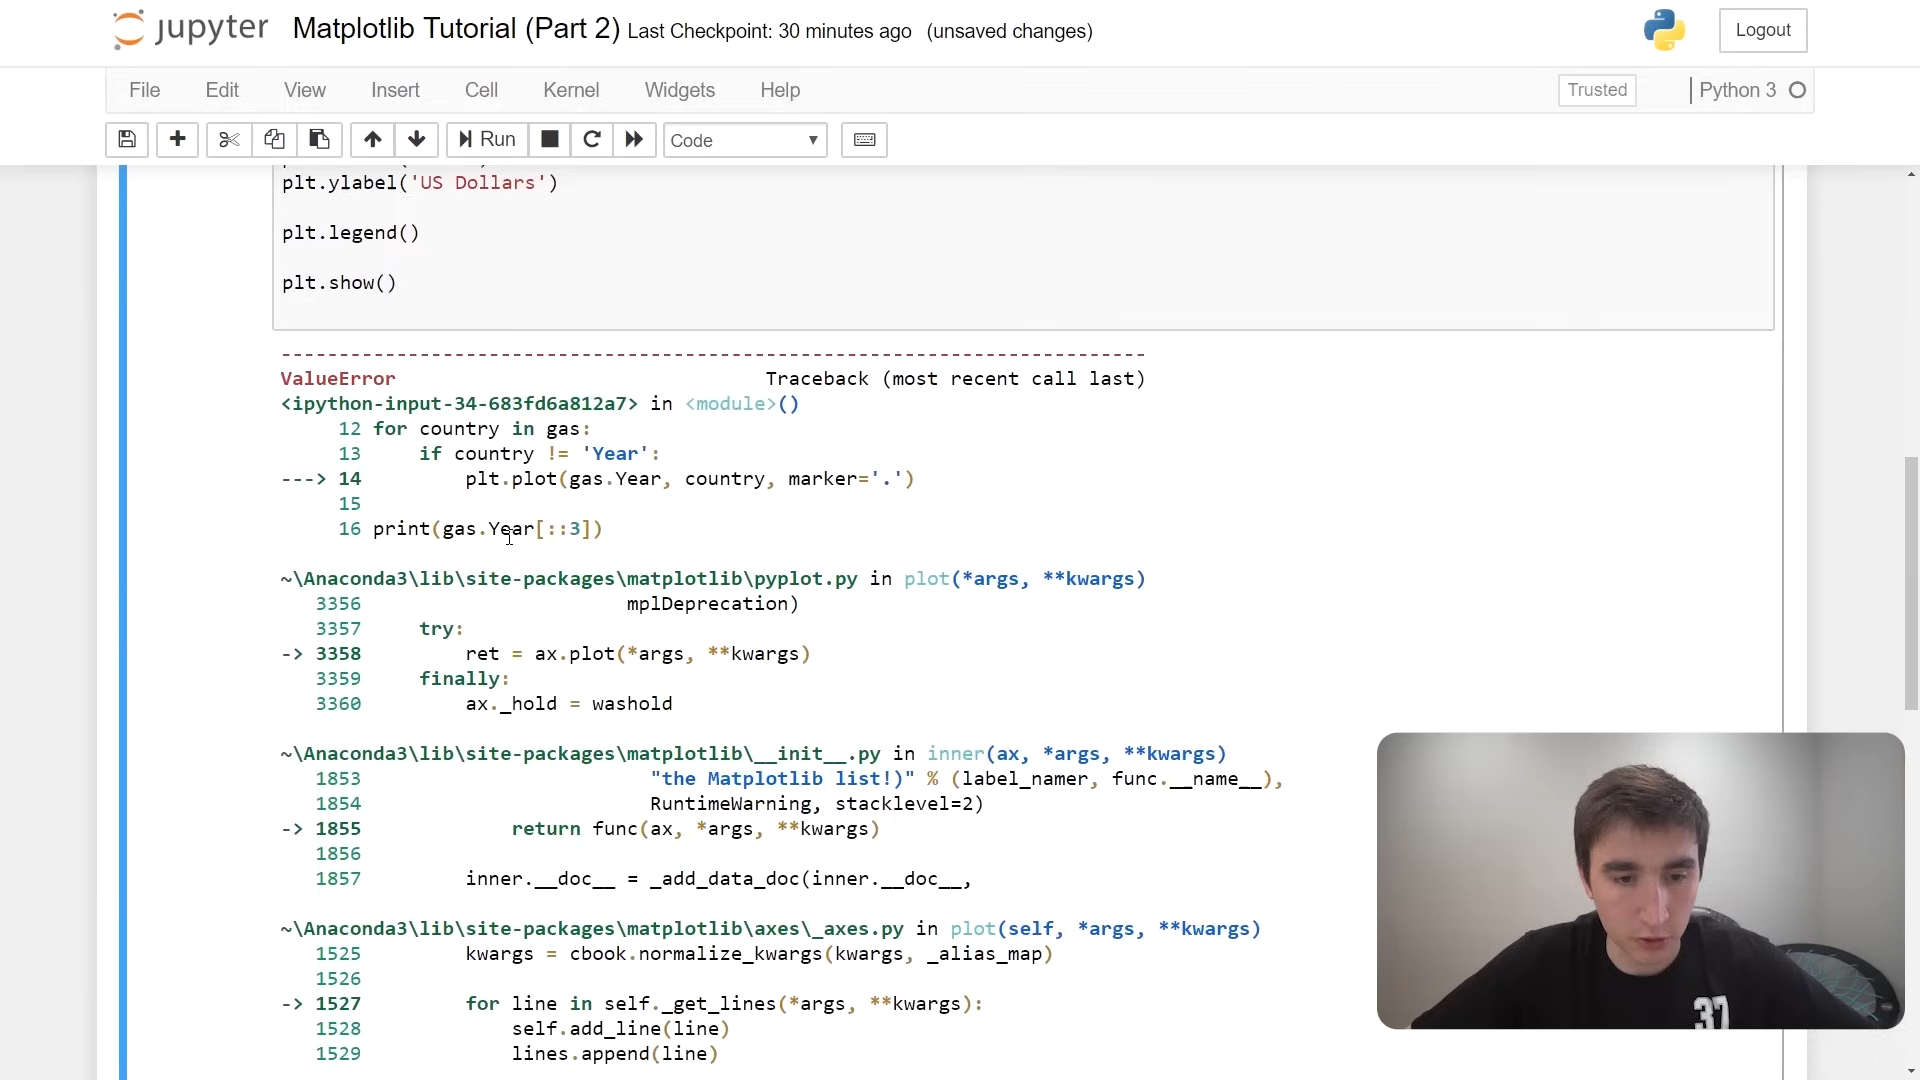 jupyter Matplotlib Tutorial (Part 2) Last Checkpoint: 30 minutes ago (unsaved changes) Logout
File Edit View Insert Cell Kernel Widgets Help Trusted Python 3
Run Code
plt.ylabel('US Dollars')
plt.legend()
plt.show()
---------------------------------------------------------------------------
ValueError                                Traceback (most recent call last)
<ipython-input-34-683fd6a812a7> in <module>()
     12 for country in gas:
     13     if country != 'Year':
---> 14         plt.plot(gas.Year, country, marker='.')
     15
     16 print(gas.Year[::3])
~\Anaconda3\lib\site-packages\matplotlib\pyplot.py in plot(*args, **kwargs)
   3356                       mplDeprecation)
   3357     try:
-> 3358         ret = ax.plot(*args, **kwargs)
   3359     finally:
   3360         ax._hold = washold
~\Anaconda3\lib\site-packages\matplotlib\__init__.py in inner(ax, *args, **kwargs)
   1853                         "the Matplotlib list!)" % (label_namer, func.__name__),
   1854                         RuntimeWarning, stacklevel=2)
-> 1855             return func(ax, *args, **kwargs)
   1856
   1857         inner.__doc__ = _add_data_doc(inner.__doc__,
~\Anaconda3\lib\site-packages\matplotlib\axes\_axes.py in plot(self, *args, **kwargs)
   1525         kwargs = cbook.normalize_kwargs(kwargs, _alias_map)
   1526
-> 1527         for line in self._get_lines(*args, **kwargs):
   1528             self.add_line(line)
   1529             lines.append(line)
37